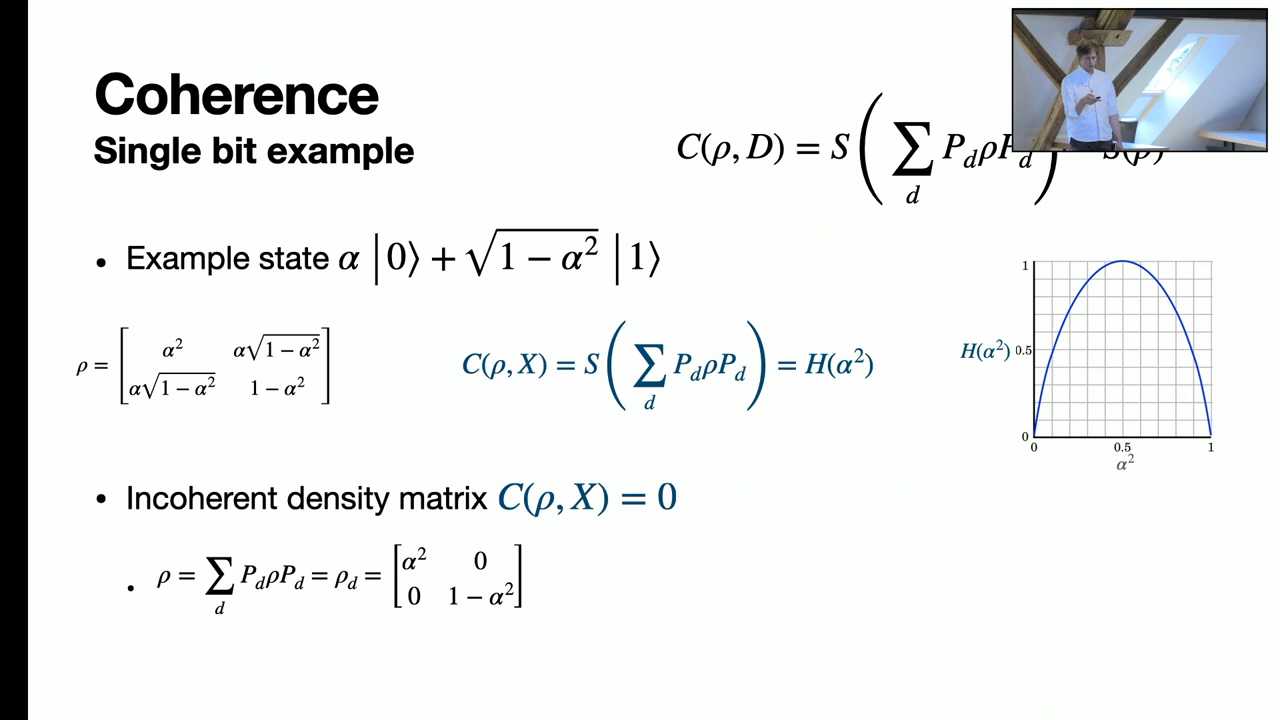 Coherence
Single bit example
C(ρ, D) = S( ∑_d P_d ρ P_d ) S(ρ)
• Example state α |0⟩ + √(1 − α²) |1⟩
ρ = [ α² α√(1 − α²) ; α√(1 − α²) 1 − α² ]
C(ρ, X) = S( ∑_d P_d ρ P_d ) = H(α²)
H(α²)
1
0.5
0
0 0.5 1
α²
• Incoherent density matrix C(ρ, X) = 0
• ρ = ∑_d P_d ρ P_d = ρ_d = [ α² 0 ; 0 1 − α² ]